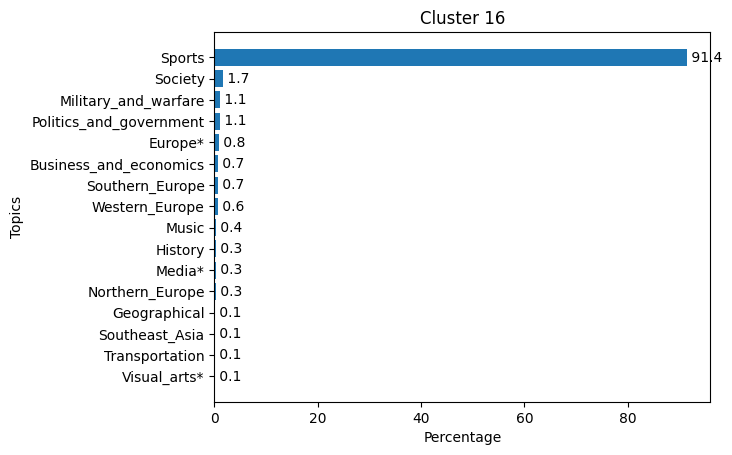 Cluster 16
Sports 91.4
Society 1.7
Military_and_warfare 1.1
Politics_and_government 1.1
Europe* 0.8
Business_and_economics 0.7
Southern_Europe 0.7
Western_Europe 0.6
Music 0.4
History 0.3
Media* 0.3
Northern_Europe 0.3
Geographical 0.1
Southeast_Asia 0.1
Transportation 0.1
Visual_arts* 0.1
Topics
0 20 40 60 80
Percentage